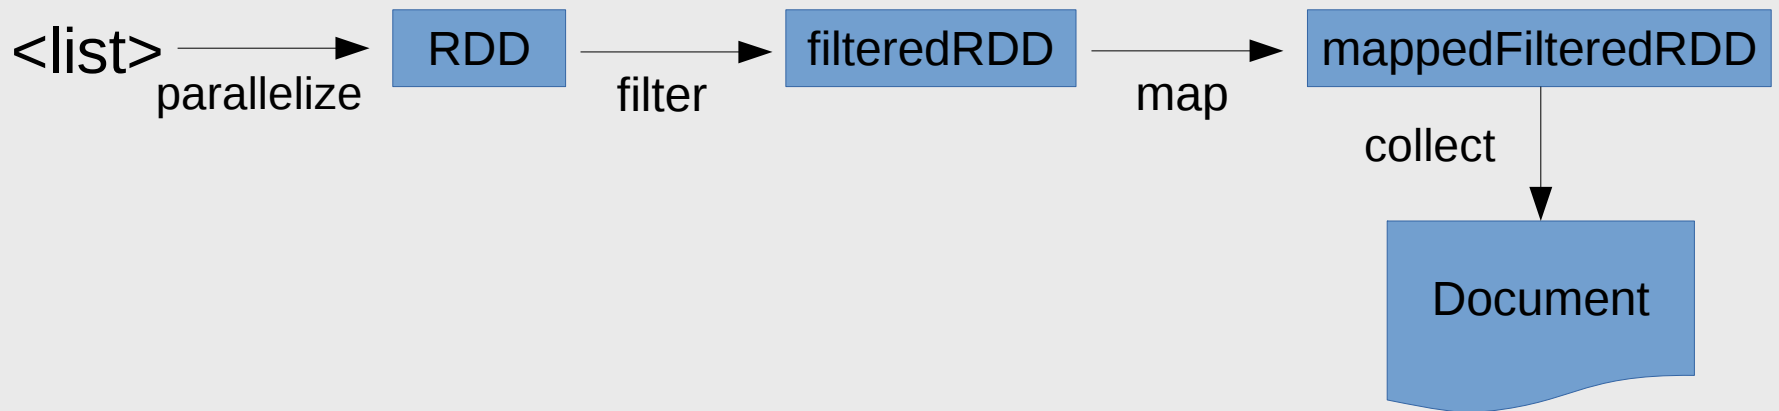 <list>
parallelize
RDD
filter
filteredRDD
map
mappedFilteredRDD
collect
Document